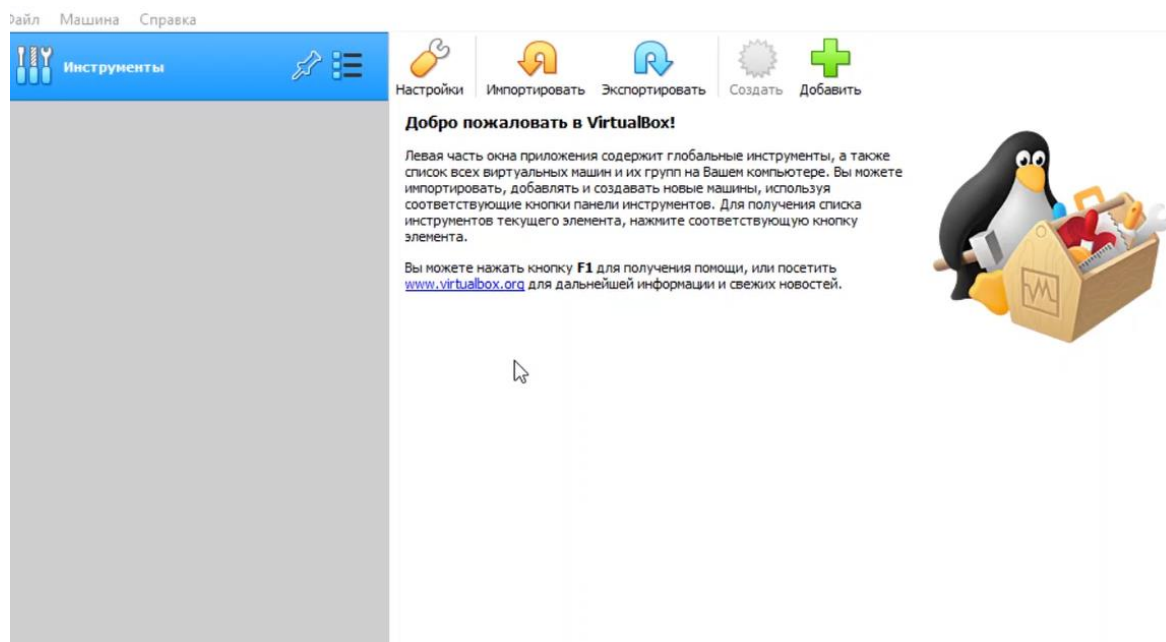 Файл Машина Справка
Инструменты
Настройки Импортировать Экспортировать Создать Добавить
Добро пожаловать в VirtualBox!
Левая часть окна приложения содержит глобальные инструменты, а также
список всех виртуальных машин и их групп на Вашем компьютере. Вы можете
импортировать, добавлять и создавать новые машины, используя
соответствующие кнопки панели инструментов. Для получения списка
инструментов текущего элемента, нажмите соответствующую кнопку
элемента.
Вы можете нажать кнопку F1 для получения помощи, или посетить
www.virtualbox.org для дальнейшей информации и свежих новостей.